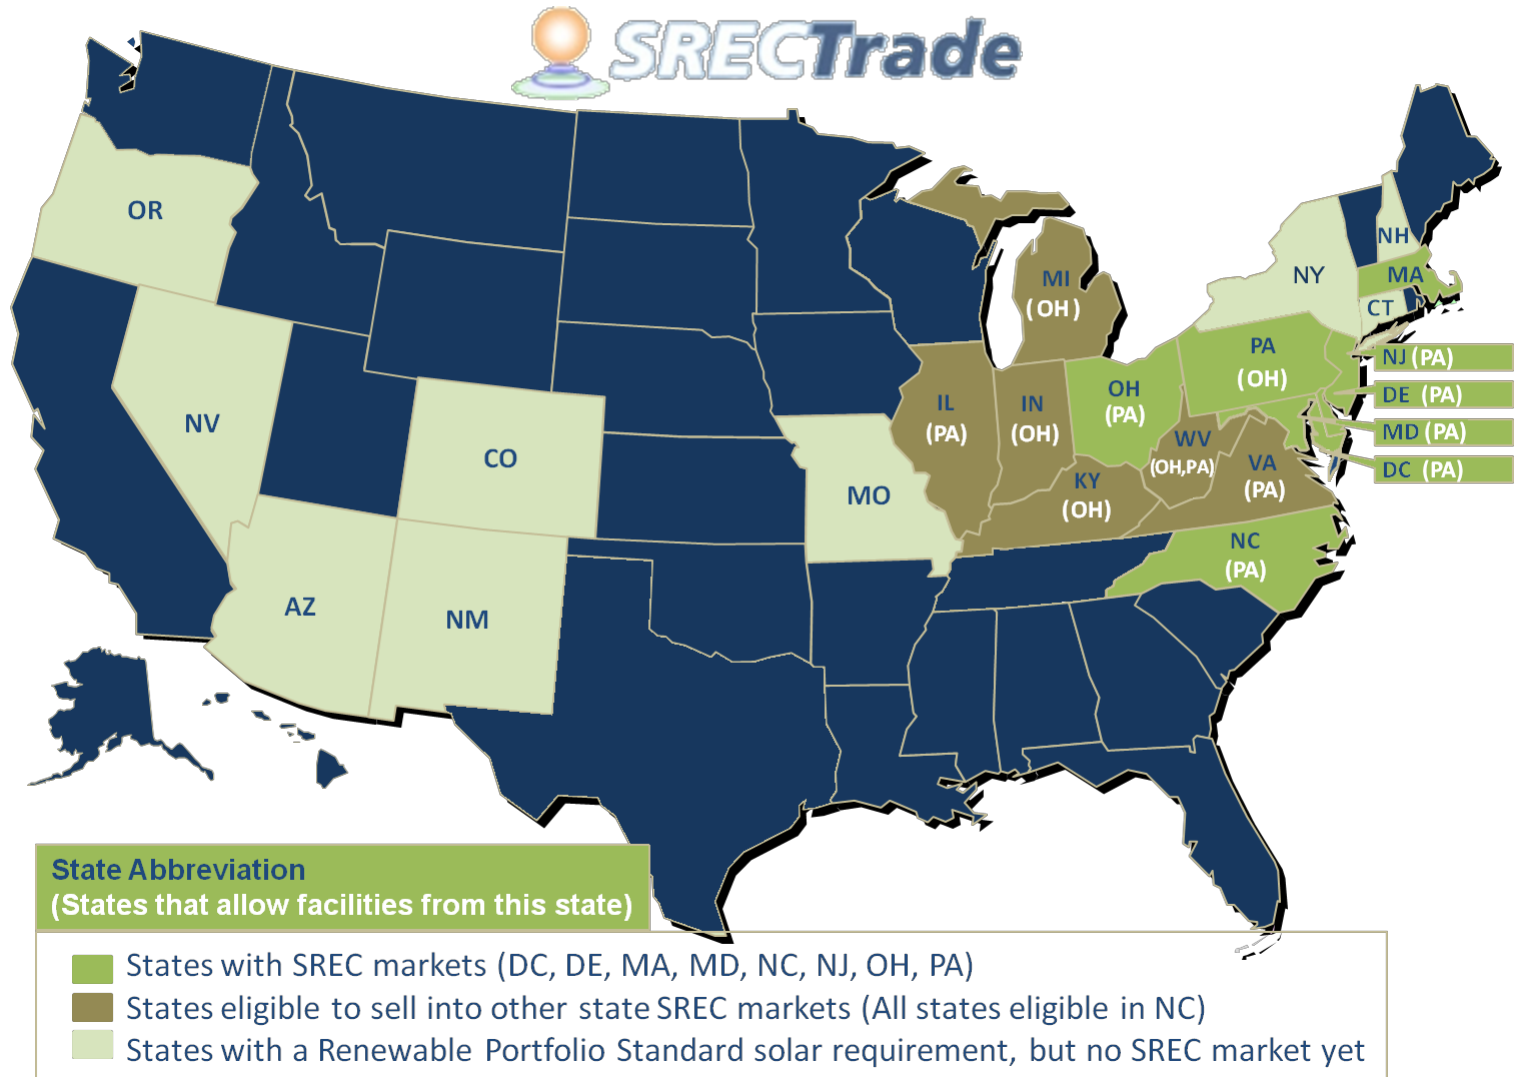 SRECTrade
OR
NV
CO
AZ
NM
MO
MI
(OH)
IL
(PA)
IN
(OH)
OH
(PA)
KY
(OH)
WV
(OH,PA)
VA
(PA)
NC
(PA)
PA
(OH)
NY
NH
MA
CT
NJ (PA)
DE (PA)
MD (PA)
DC (PA)
State Abbreviation
(States that allow facilities from this state)
States with SREC markets (DC, DE, MA, MD, NC, NJ, OH, PA)
States eligible to sell into other state SREC markets (All states eligible in NC)
States with a Renewable Portfolio Standard solar requirement, but no SREC market yet